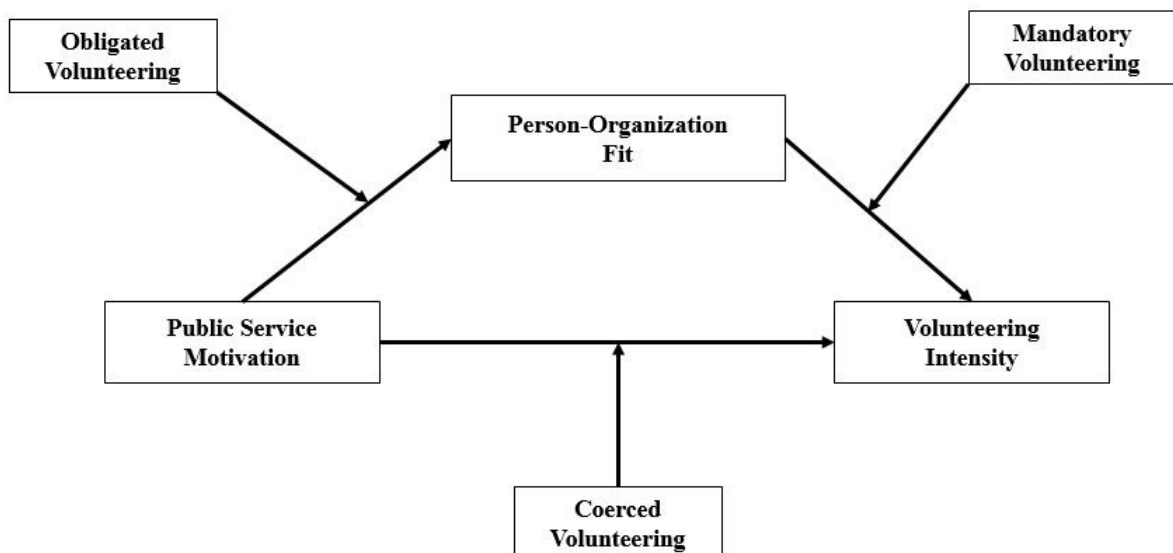 Obligated
Volunteering
Mandatory
Volunteering
Person-Organization
Fit
Public Service
Motivation
Volunteering
Intensity
Coerced
Volunteering